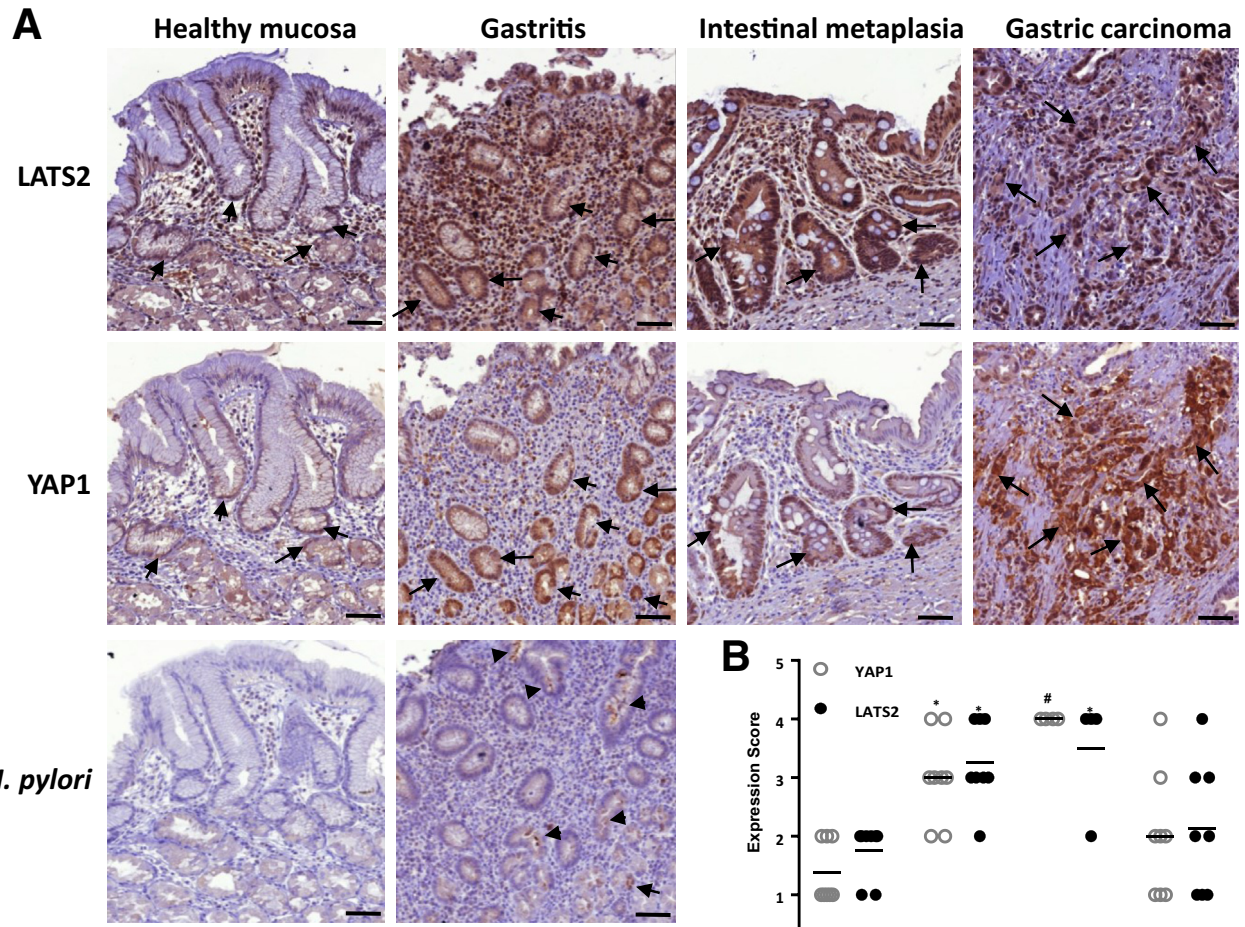 A
Healthy mucosa Gastritis Intestinal metaplasia Gastric carcinoma
LATS2
YAP1
. pylori
B
YAP1
LATS2
Expression Score
5
4
3
2
1
* * # *